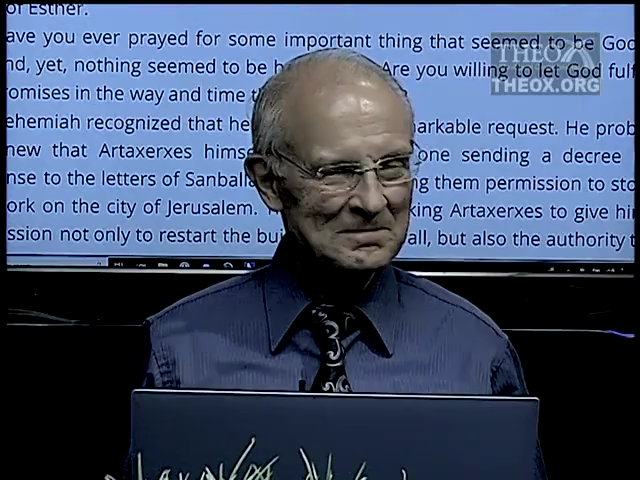 of Esther.
ave you ever prayed for some important thing that seemed to be God
nd, yet, nothing seemed to be h Are you willing to let God fulf
romises in the way and time t
ehemiah recognized that he arkable request. He prob
new that Artaxerxes himse one sending a decree
nse to the letters of Sanballa ng them permission to sto
ork on the city of Jerusalem. king Artaxerxes to give hi
ssion not only to restart the bui all, but also the authority t
THEOX
THEOX.ORG